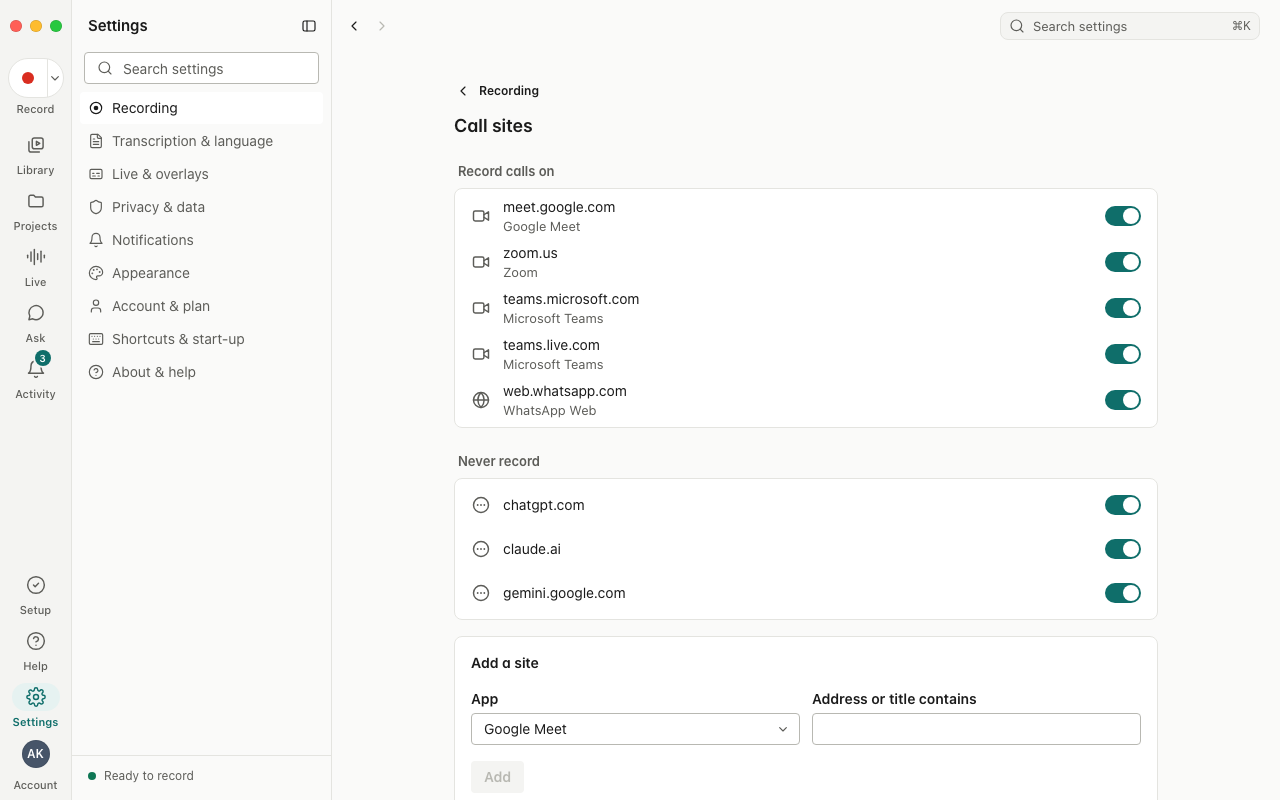 Settings
Search settings
⌘K
Record
Library
Projects
Live
Ask
3
Activity
Setup
Help
Settings
AK
Account
Search settings
Recording
Transcription & language
Live & overlays
Privacy & data
Notifications
Appearance
Account & plan
Shortcuts & start-up
About & help
Ready to record
Recording
Call sites
Record calls on
meet.google.com
Google Meet
zoom.us
Zoom
teams.microsoft.com
Microsoft Teams
teams.live.com
Microsoft Teams
web.whatsapp.com
WhatsApp Web
Never record
chatgpt.com
claude.ai
gemini.google.com
Add a site
App
Address or title contains
Google Meet
Add